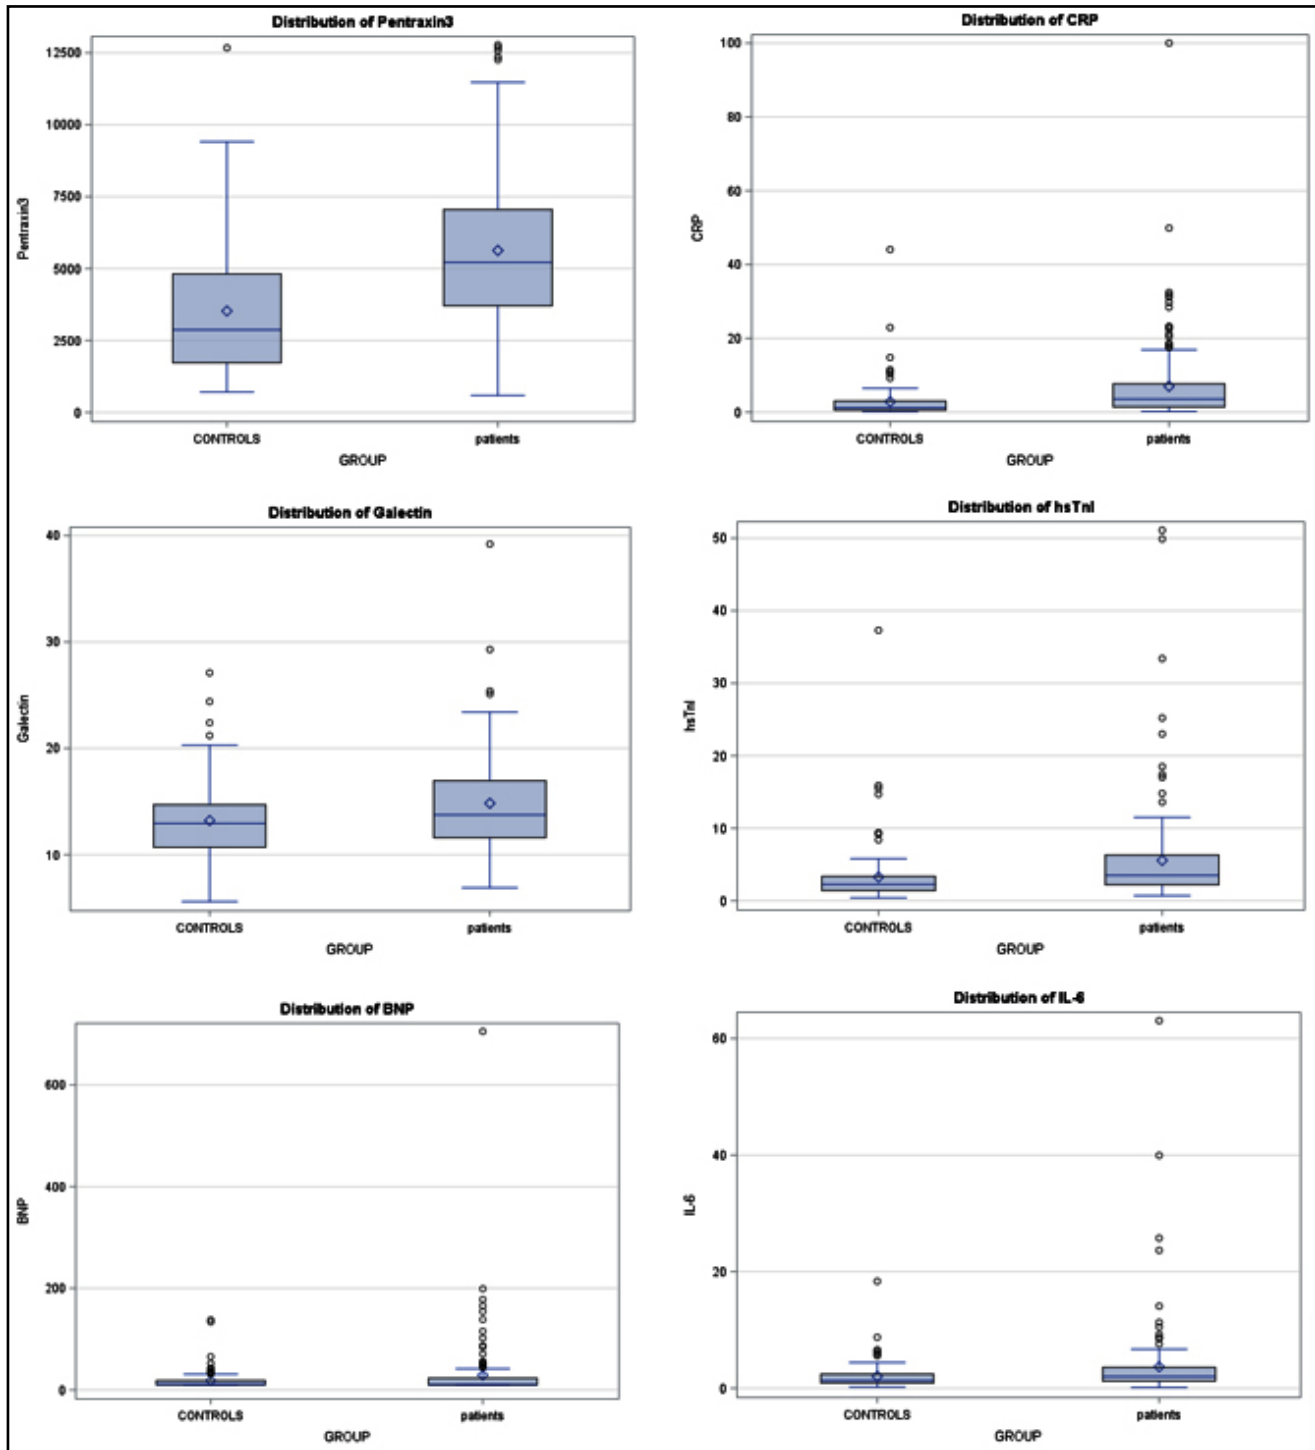 Distribution of Pentraxin3
12500
10000
7500
5000
2500
0
Pentraxin3
CONTROLS patients
GROUP
Distribution of CRP
100
80
60
40
20
0
CRP
CONTROLS patients
GROUP
Distribution of Galectin
40
30
20
10
Galectin
CONTROLS patients
GROUP
Distribution of hsTnI
50
40
30
20
10
0
hsTnI
CONTROLS patients
GROUP
Distribution of BNP
600
400
200
0
BNP
CONTROLS patients
GROUP
Distribution of IL-6
60
40
20
0
IL-6
CONTROLS patients
GROUP